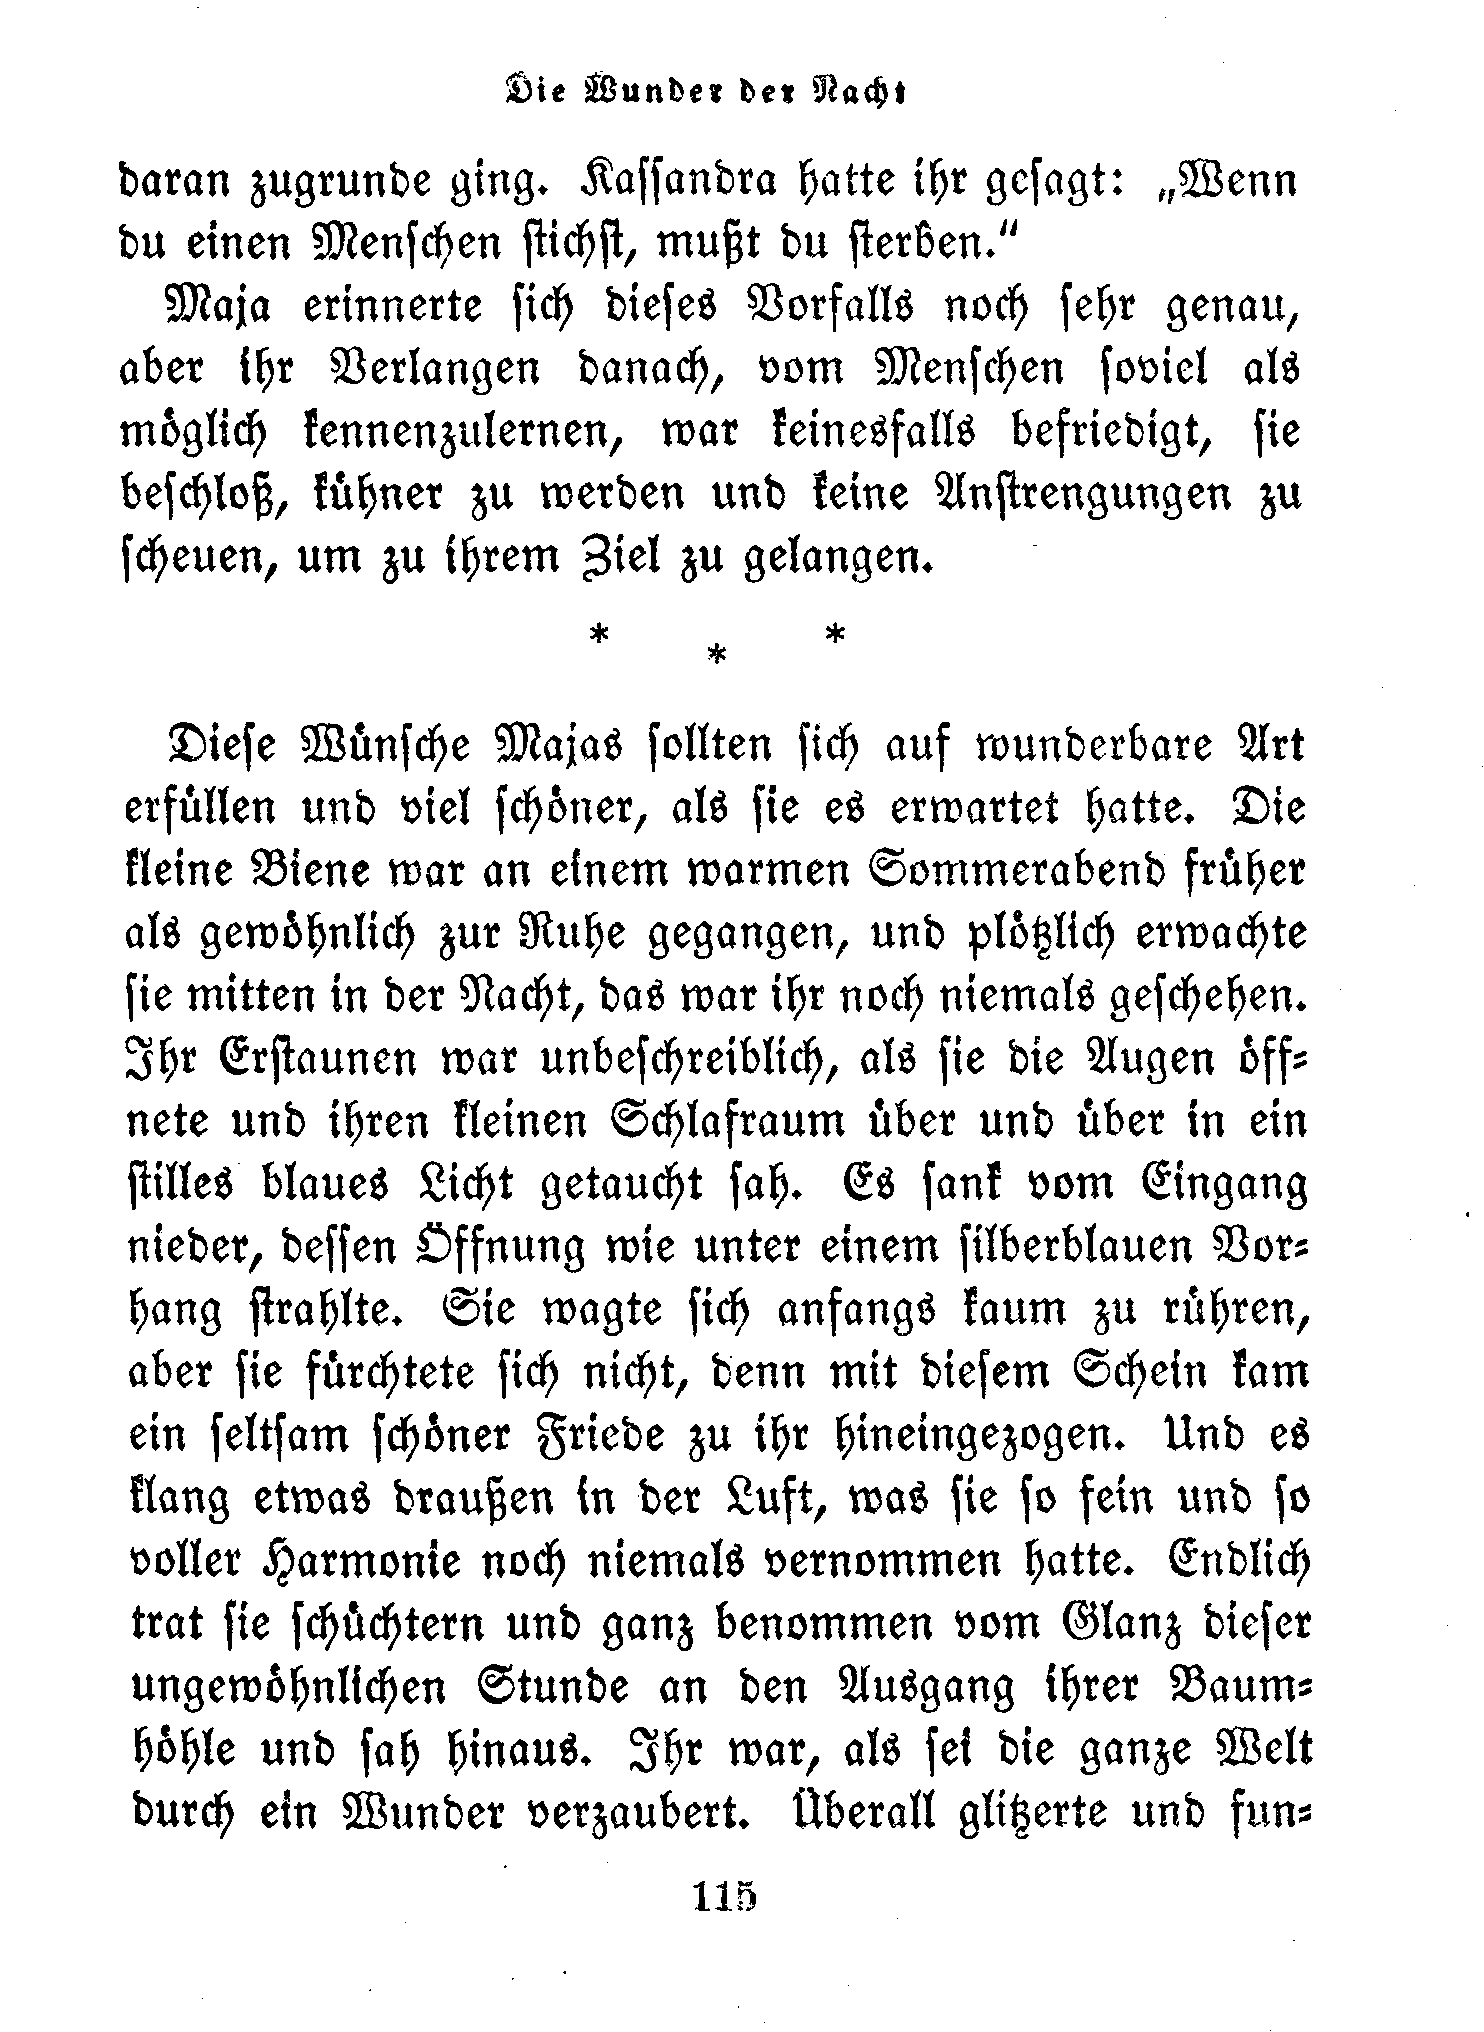 Die Wunder der Nacht
daran zugrunde ging. Kassandra hatte ihr gesagt: „Wenn
du einen Menschen stichst, mußt du sterben.“
Maja erinnerte sich dieses Vorfalls noch sehr genau,
aber ihr Verlangen danach, vom Menschen soviel als
möglich kennenzulernen, war keinesfalls befriedigt, sie
beschloß, kühner zu werden und keine Anstrengungen zu
scheuen, um zu ihrem Ziel zu gelangen.
* * *
Diese Wünsche Majas sollten sich auf wunderbare Art
erfüllen und viel schöner, als sie es erwartet hatte. Die
kleine Biene war an einem warmen Sommerabend früher
als gewöhnlich zur Ruhe gegangen, und plötzlich erwachte
sie mitten in der Nacht, das war ihr noch niemals geschehen.
Ihr Erstaunen war unbeschreiblich, als sie die Augen öff-
nete und ihren kleinen Schlafraum über und über in ein
stilles blaues Licht getaucht sah. Es sank vom Eingang
nieder, dessen Öffnung wie unter einem silberblauen Vor-
hang strahlte. Sie wagte sich anfangs kaum zu rühren,
aber sie fürchtete sich nicht, denn mit diesem Schein kam
ein seltsam schöner Friede zu ihr hineingezogen. Und es
klang etwas draußen in der Luft, was sie so fein und so
voller Harmonie noch niemals vernommen hatte. Endlich
trat sie schüchtern und ganz benommen vom Glanz dieser
ungewöhnlichen Stunde an den Ausgang ihrer Baum-
höhle und sah hinaus. Ihr war, als sei die ganze Welt
durch ein Wunder verzaubert. Überall glitzerte und fun-
115